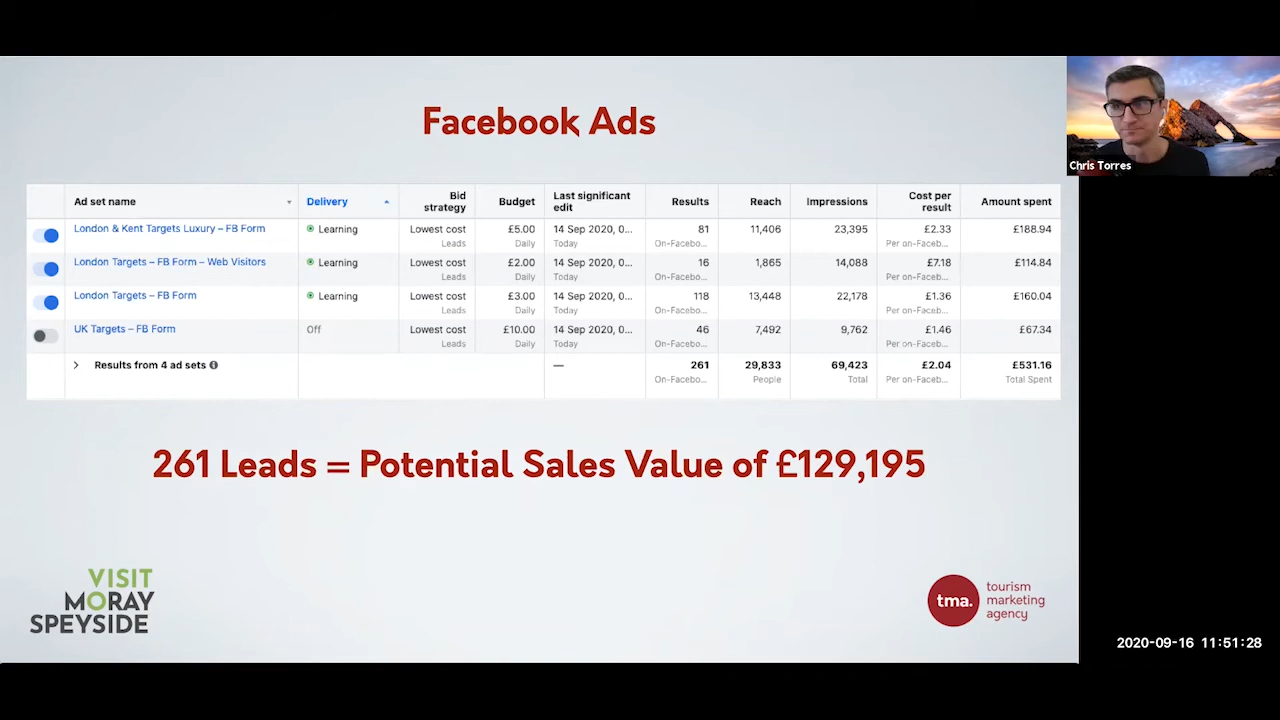 Facebook Ads
Chris Torres
Ad set name Delivery Bid strategy Budget Last significant edit Results Reach Impressions Cost per result Amount spent
London & Kent Targets Luxury – FB Form Learning Lowest cost £5.00 14 Sep 2020, 0... 81 11,406 23,395 £2.33 £188.94
Leads Daily Today On-Facebo... Per on-Faceb...
London Targets – FB Form – Web Visitors Learning Lowest cost £2.00 14 Sep 2020, 0... 16 1,865 14,088 £7.18 £114.84
Leads Daily Today On-Facebo... Per on-Faceb...
London Targets – FB Form Learning Lowest cost £3.00 14 Sep 2020, 0... 118 13,448 22,178 £1.36 £160.04
Leads Daily Today On-Facebo... Per on-Faceb...
UK Targets – FB Form Off Lowest cost £10.00 14 Sep 2020, 0... 46 7,492 9,762 £1.46 £67.34
Leads Daily Today On-Facebo... Per on-Faceb...
Results from 4 ad sets — 261 29,833 69,423 £2.04 £531.16
On-Facebo... People Total Per on-Faceb... Total Spent
261 Leads = Potential Sales Value of £129,195
VISIT
MORAY
SPEYSIDE
tma.
tourism
marketing
agency
2020-09-16 11:51:28